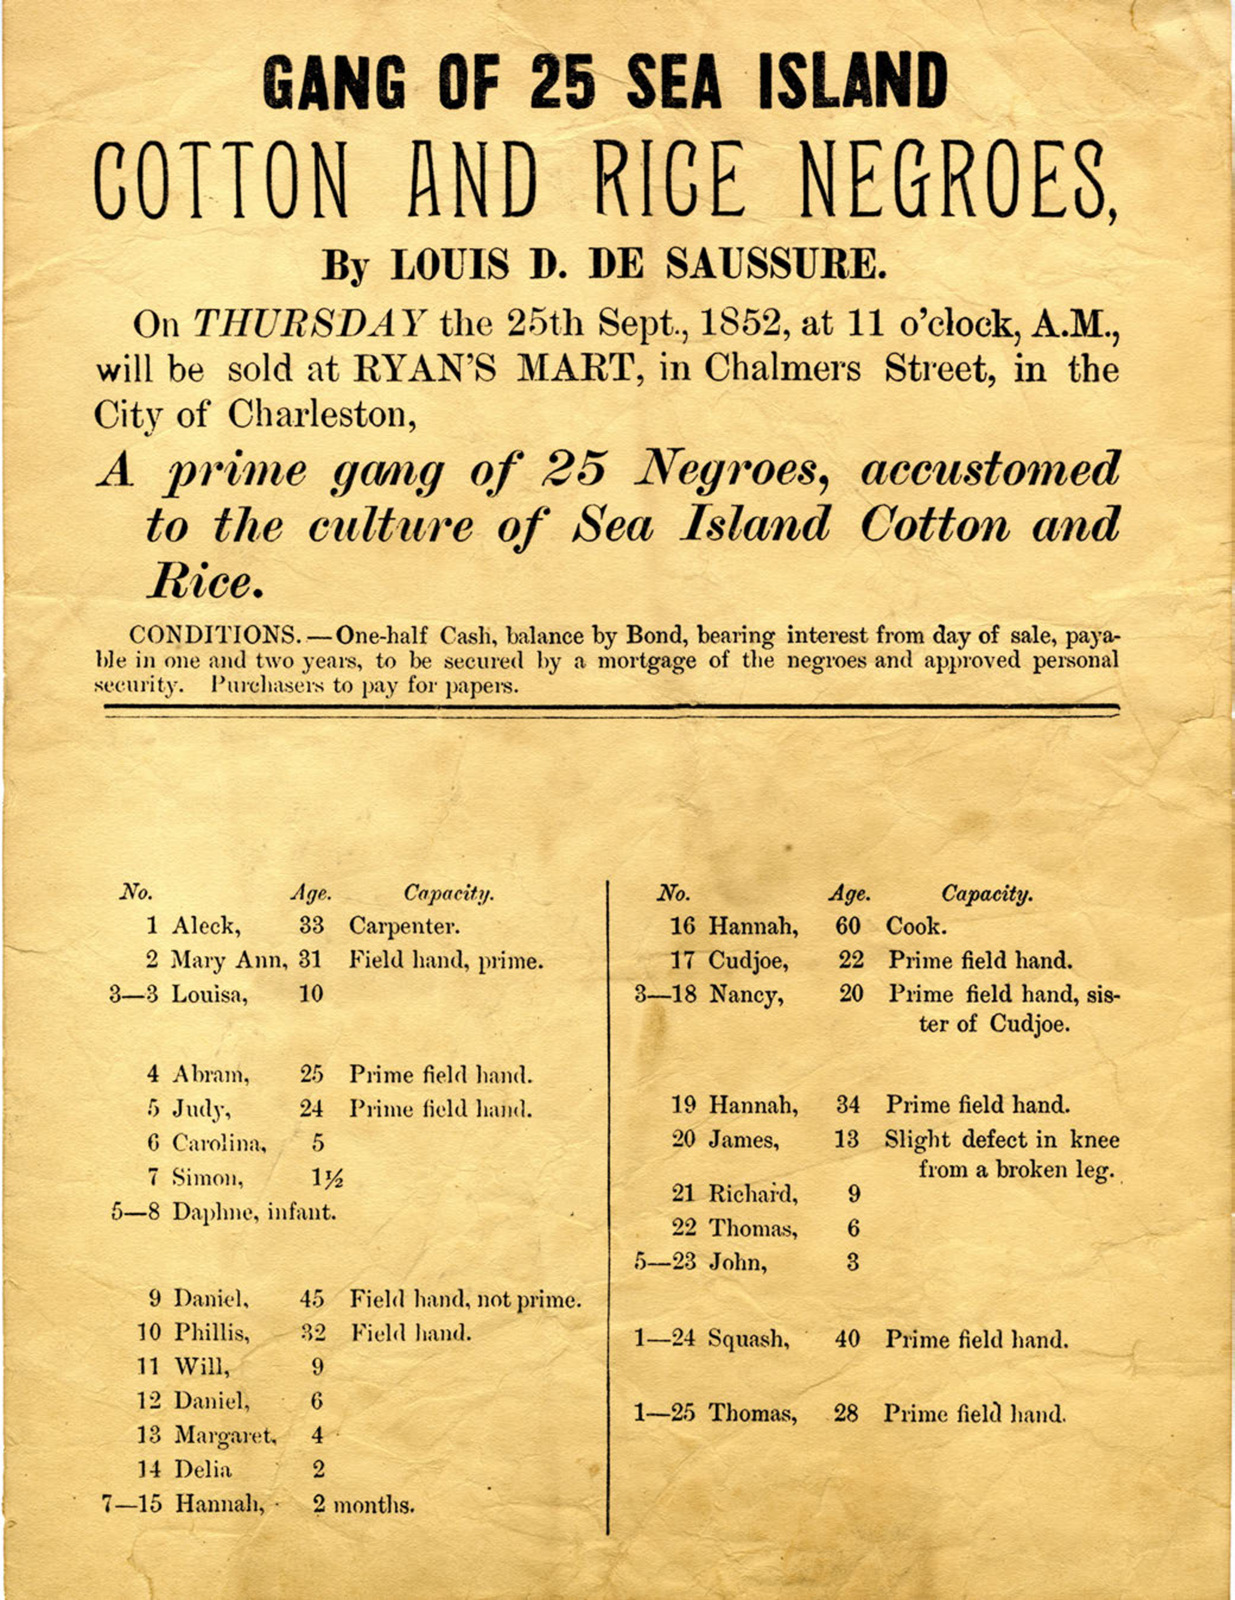 GANG OF 25 SEA ISLAND
COTTON AND RICE NEGROES,
By LOUIS D. DE SAUSSURE.
On THURSDAY the 25th Sept., 1852, at 11 o'clock, A.M.,
will be sold at RYAN'S MART, in Chalmers Street, in the
City of Charleston,
A prime gang of 25 Negroes, accustomed
to the culture of Sea Island Cotton and
Rice.
CONDITIONS.—One-half Cash, balance by Bond, bearing interest from day of sale, paya-
ble in one and two years, to be secured by a mortgage of the negroes and approved personal
security. Purchasers to pay for papers.
No. Age. Capacity.
1 Aleck, 33 Carpenter.
2 Mary Ann, 31 Field hand, prime.
3—3 Louisa, 10
4 Abram, 25 Prime field hand.
5 Judy, 24 Prime field hand.
6 Carolina, 5
7 Simon, 1½
5—8 Daphne, infant.
9 Daniel, 45 Field hand, not prime.
10 Phillis, 32 Field hand.
11 Will, 9
12 Daniel, 6
13 Margaret, 4
14 Delia 2
7—15 Hannah, 2 months.
No. Age. Capacity.
16 Hannah, 60 Cook.
17 Cudjoe, 22 Prime field hand.
3—18 Nancy, 20 Prime field hand, sis-
ter of Cudjoe.
19 Hannah, 34 Prime field hand.
20 James, 13 Slight defect in knee
from a broken leg.
21 Richard, 9
22 Thomas, 6
5—23 John, 3
1—24 Squash, 40 Prime field hand.
1—25 Thomas, 28 Prime field hand.